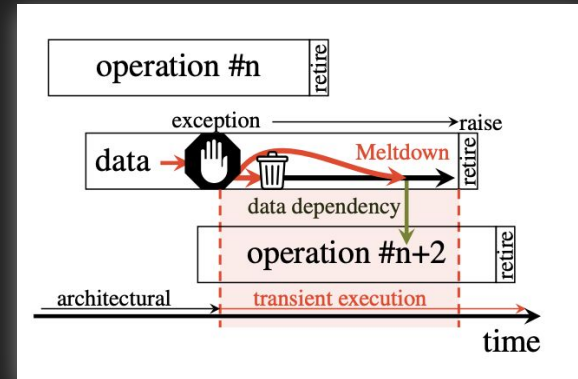 operation #n
retire
exception
raise
data
Meltdown
retire
data dependency
operation #n+2
retire
architectural
transient execution
time